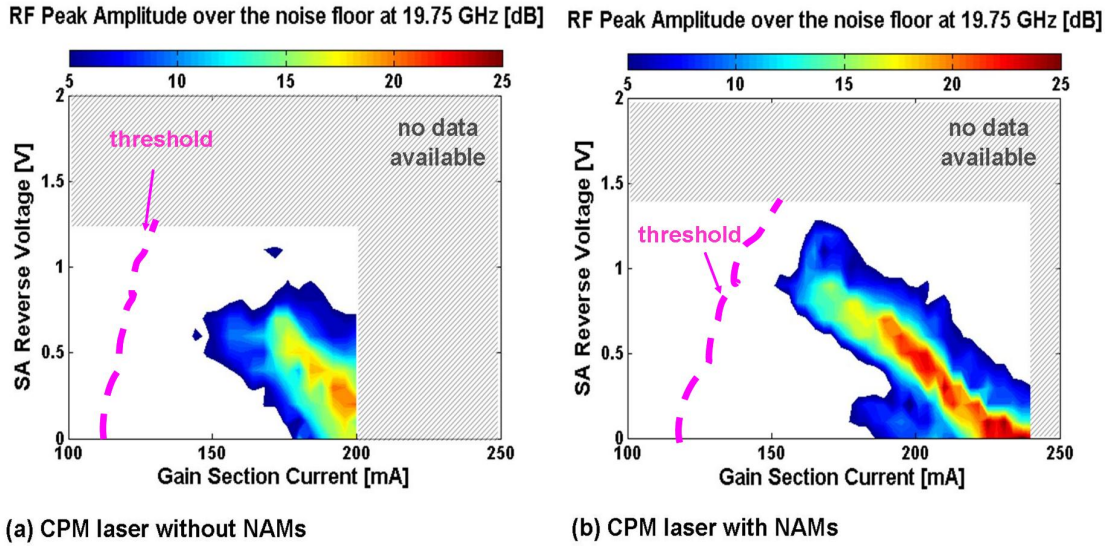 RF Peak Amplitude over the noise floor at 19.75 GHz [dB]
5 10 15 20 25
2
1.5
1
0.5
0
SA Reverse Voltage [V]
threshold
no data
available
100 150 200 250
Gain Section Current [mA]
(a) CPM laser without NAMs
RF Peak Amplitude over the noise floor at 19.75 GHz [dB]
5 10 15 20 25
2
1.5
1
0.5
0
SA Reverse Voltage [V]
no data
available
threshold
100 150 200 250
Gain Section Current [mA]
(b) CPM laser with NAMs